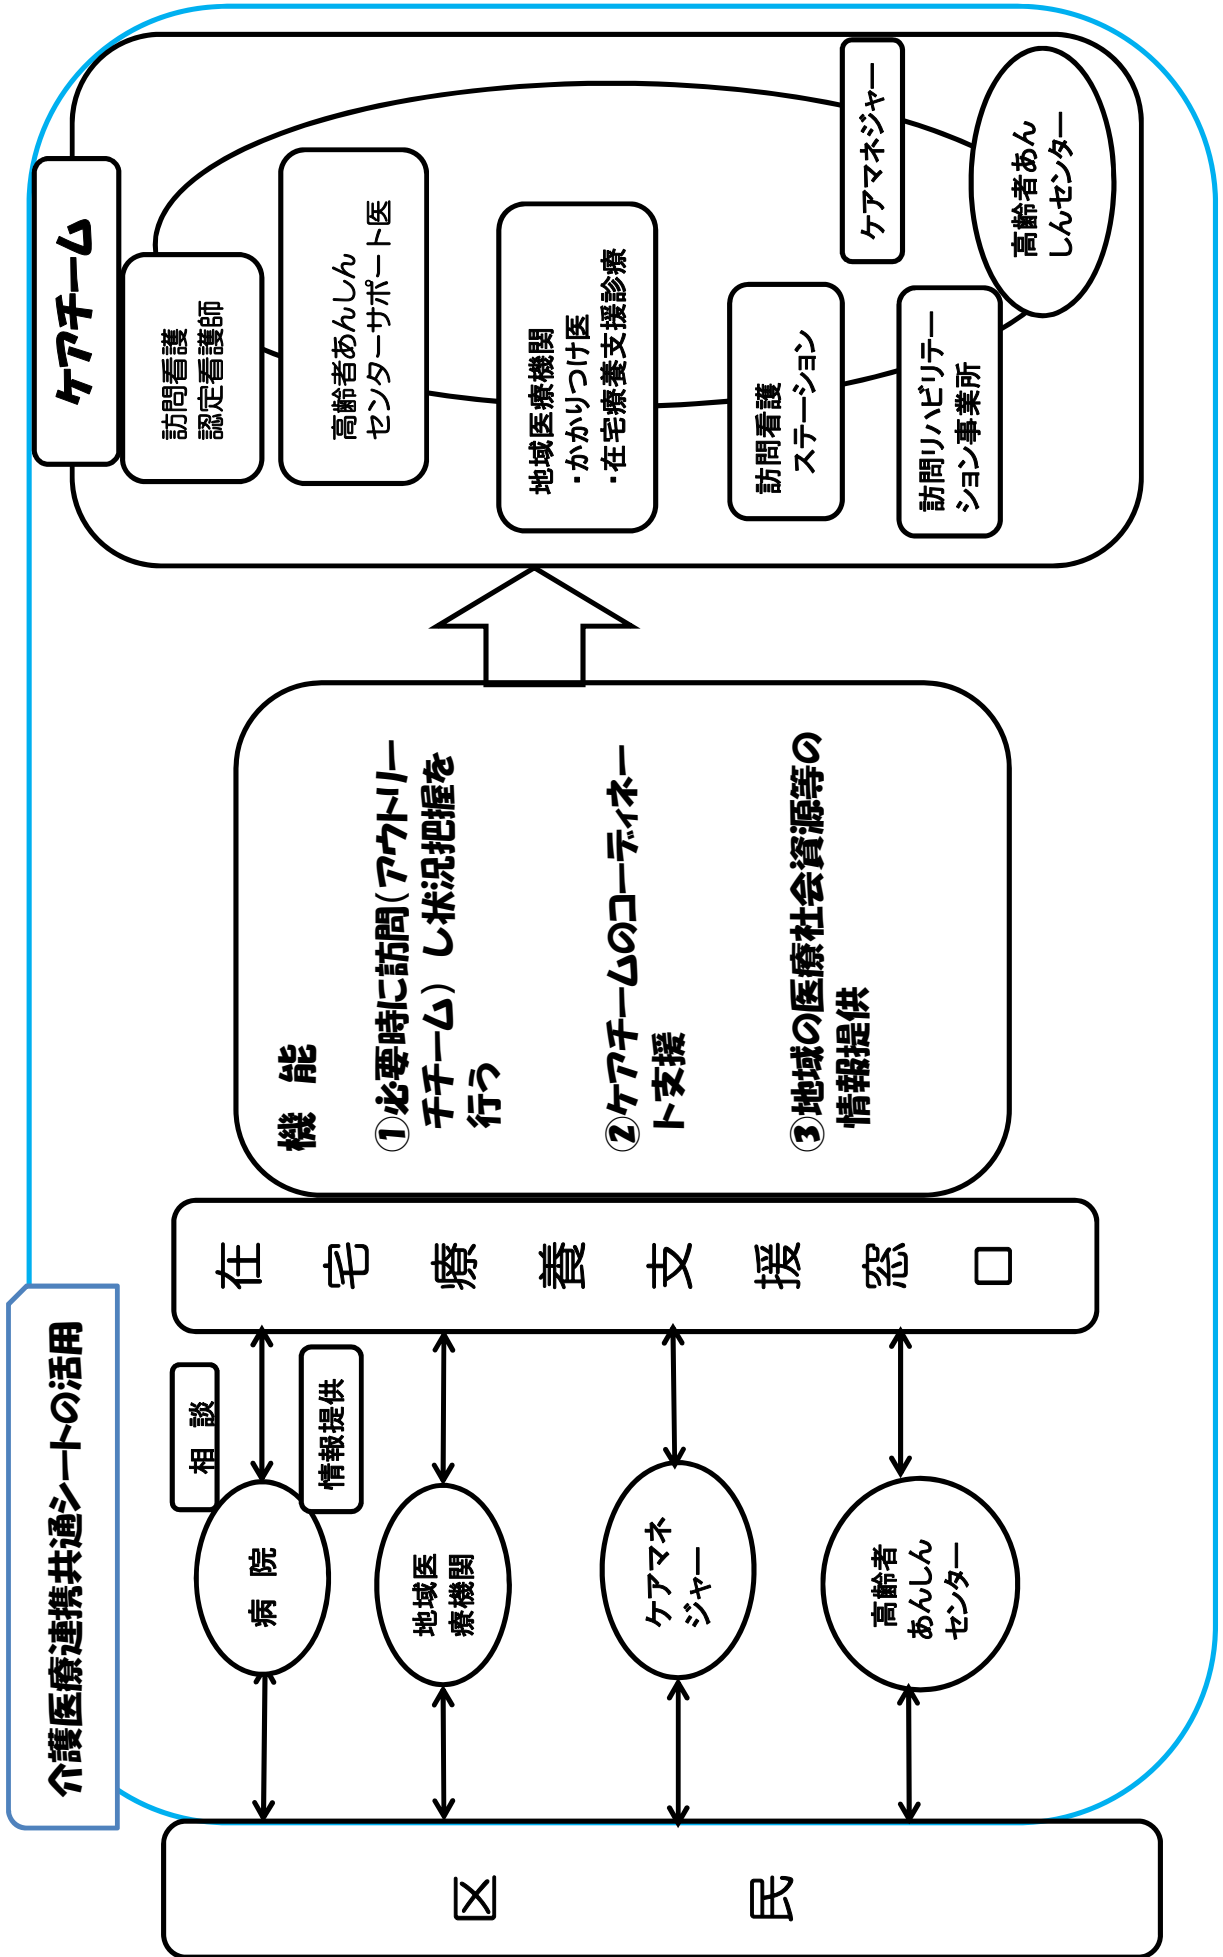 介護医療連携共通シートの活用
区　民
病　院
地域医
療機関
ケアマネ
ジャー
高齢者
あんしん
センター
相　談
情報提供
在宅療養支援窓口
機　能
①必要時に訪問（アウトリー
チチーム）し状況把握を
行う
②ケアチームのコーディネー
ト支援
③地域の医療社会資源等の
情報提供
ケアチーム
訪問看護
認定看護師
高齢者あんしん
センターサポート医
地域医療機関
・かかりつけ医
・在宅療養支援診療
訪問看護
ステーション
訪問リハビリテー
ション事業所
ケアマネジャー
高齢者あん
しんセンター